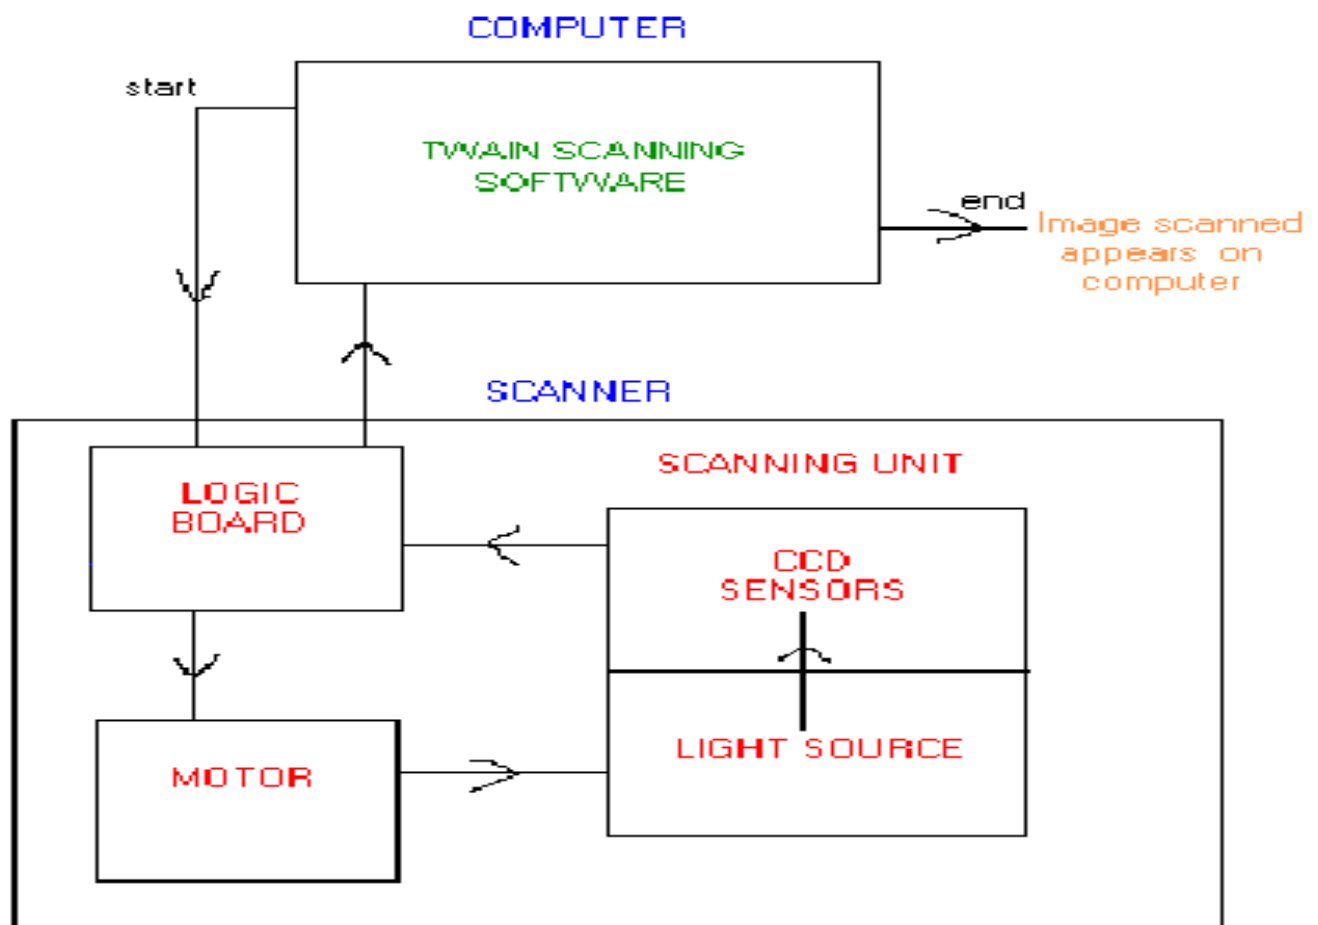 COMPUTER
start
TWAIN SCANNING
SOFTWARE
end
Image scanned
appears on
computer
SCANNER
SCANNING UNIT
LOGIC
BOARD
CCD
SENSORS
LIGHT SOURCE
MOTOR